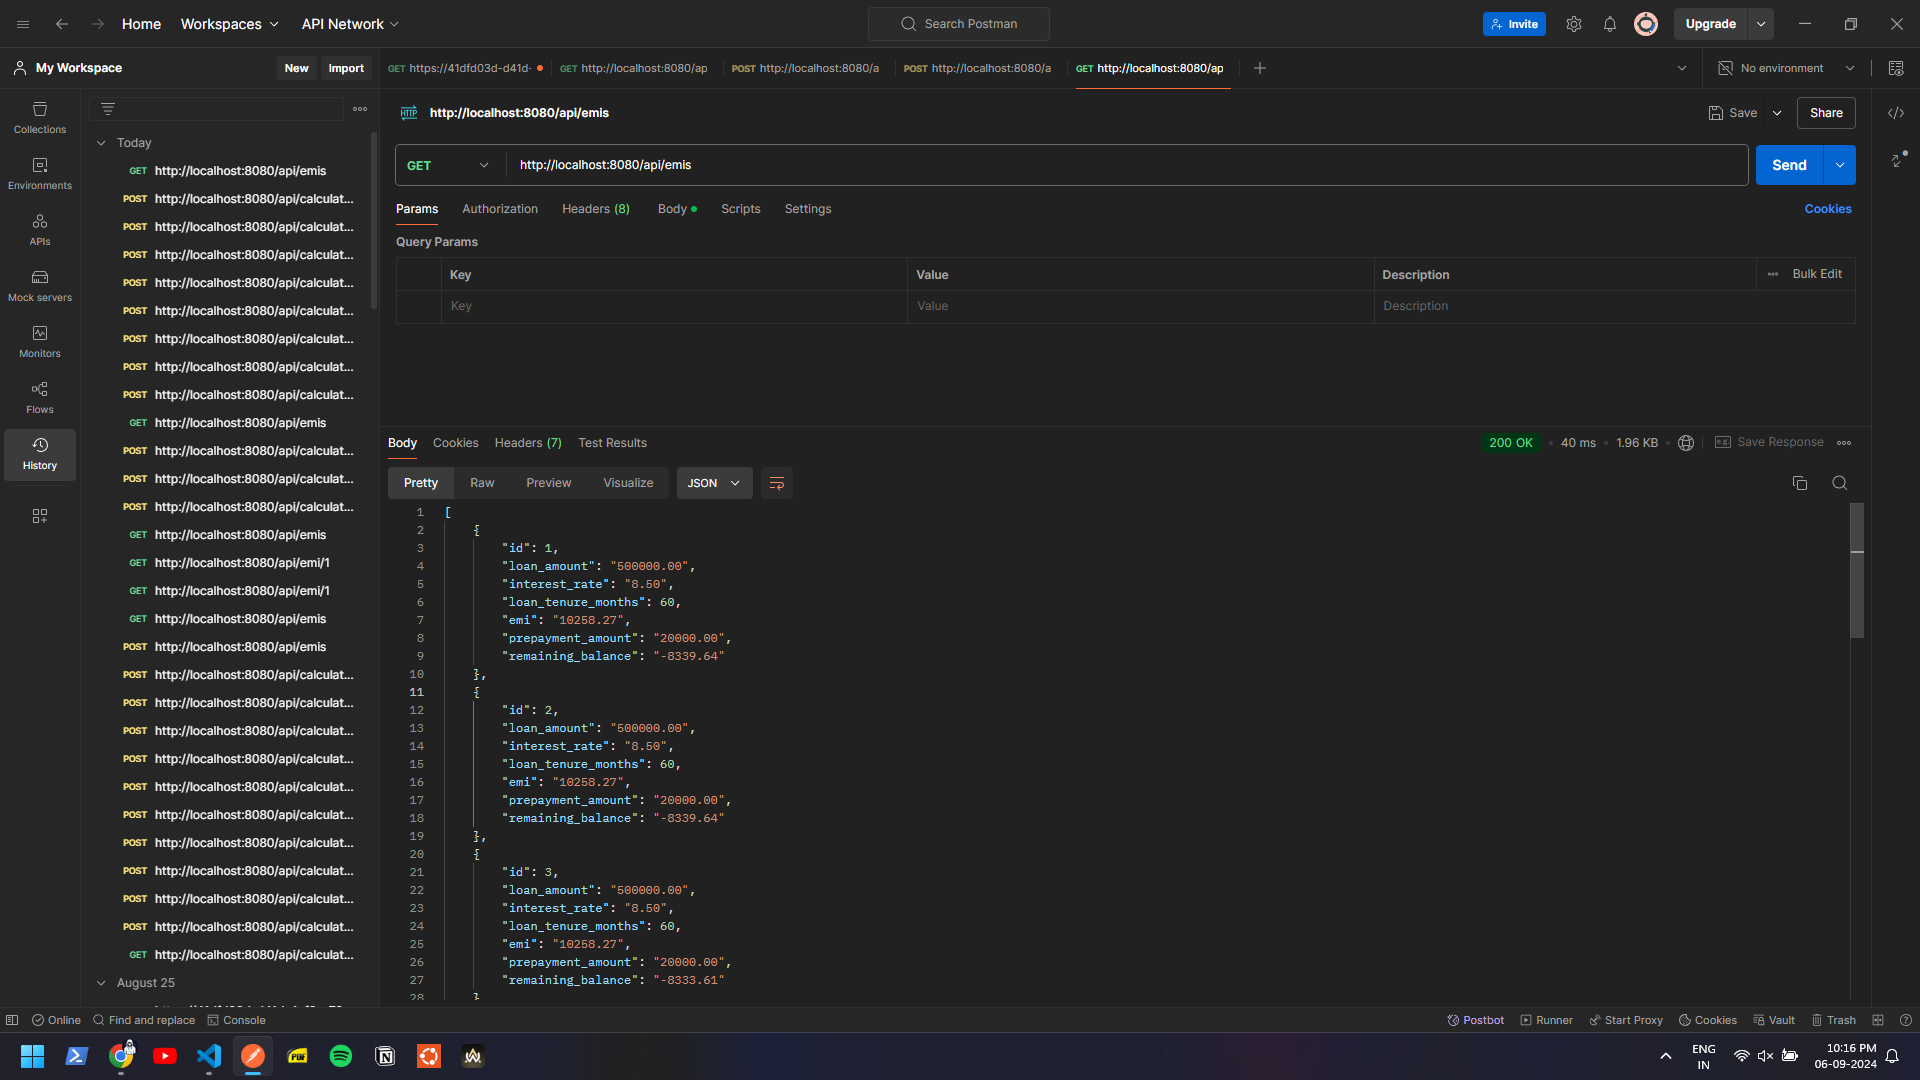 Home
Workspaces
API Network
Search Postman
Invite
Upgrade
My Workspace
New
Import
GET https://41dfd03d-d41d-
GET http://localhost:8080/ap
POST http://localhost:8080/a
POST http://localhost:8080/a
GET http://localhost:8080/ap
No environment
Collections
Environments
APIs
Mock servers
Monitors
Flows
History
Today
GET http://localhost:8080/api/emis
POST http://localhost:8080/api/calculat...
POST http://localhost:8080/api/calculat...
POST http://localhost:8080/api/calculat...
POST http://localhost:8080/api/calculat...
POST http://localhost:8080/api/calculat...
POST http://localhost:8080/api/calculat...
POST http://localhost:8080/api/calculat...
POST http://localhost:8080/api/calculat...
GET http://localhost:8080/api/emis
POST http://localhost:8080/api/calculat...
POST http://localhost:8080/api/calculat...
POST http://localhost:8080/api/calculat...
GET http://localhost:8080/api/emis
GET http://localhost:8080/api/emi/1
GET http://localhost:8080/api/emi/1
GET http://localhost:8080/api/emis
POST http://localhost:8080/api/emis
POST http://localhost:8080/api/calculat...
POST http://localhost:8080/api/calculat...
POST http://localhost:8080/api/calculat...
POST http://localhost:8080/api/calculat...
POST http://localhost:8080/api/calculat...
POST http://localhost:8080/api/calculat...
POST http://localhost:8080/api/calculat...
POST http://localhost:8080/api/calculat...
POST http://localhost:8080/api/calculat...
POST http://localhost:8080/api/calculat...
GET http://localhost:8080/api/calculat...
August 25
HTTP http://localhost:8080/api/emis
Save
Share
GET http://localhost:8080/api/emis
Send
Params Authorization Headers (8) Body Scripts Settings
Cookies
Query Params
Key Value Description Bulk Edit
Key Value Description
Body Cookies Headers (7) Test Results
200 OK • 40 ms • 1.96 KB
Save Response
Pretty Raw Preview Visualize JSON
1 [
2 {
3 "id": 1,
4 "loan_amount": "500000.00",
5 "interest_rate": "8.50",
6 "loan_tenure_months": 60,
7 "emi": "10258.27",
8 "prepayment_amount": "20000.00",
9 "remaining_balance": "-8339.64"
10 },
11 {
12 "id": 2,
13 "loan_amount": "500000.00",
14 "interest_rate": "8.50",
15 "loan_tenure_months": 60,
16 "emi": "10258.27",
17 "prepayment_amount": "20000.00",
18 "remaining_balance": "-8339.64"
19 },
20 {
21 "id": 3,
22 "loan_amount": "500000.00",
23 "interest_rate": "8.50",
24 "loan_tenure_months": 60,
25 "emi": "10258.27",
26 "prepayment_amount": "20000.00",
27 "remaining_balance": "-8333.61"
28 }
Online
Find and replace
Console
Postbot
Runner
Start Proxy
Cookies
Vault
Trash
PDF
ENG
IN
10:16 PM
06-09-2024